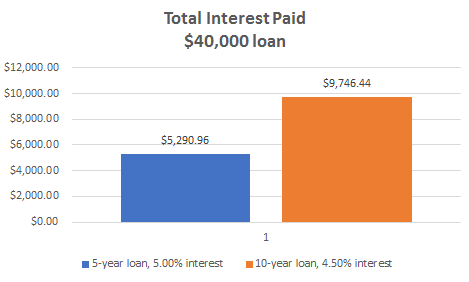 Total Interest Paid
$40,000 loan
$12,000.00
$10,000.00
$8,000.00
$6,000.00
$4,000.00
$2,000.00
$0.00
$5,290.96
$9,746.44
1
5-year loan, 5.00% interest
10-year loan, 4.50% interest